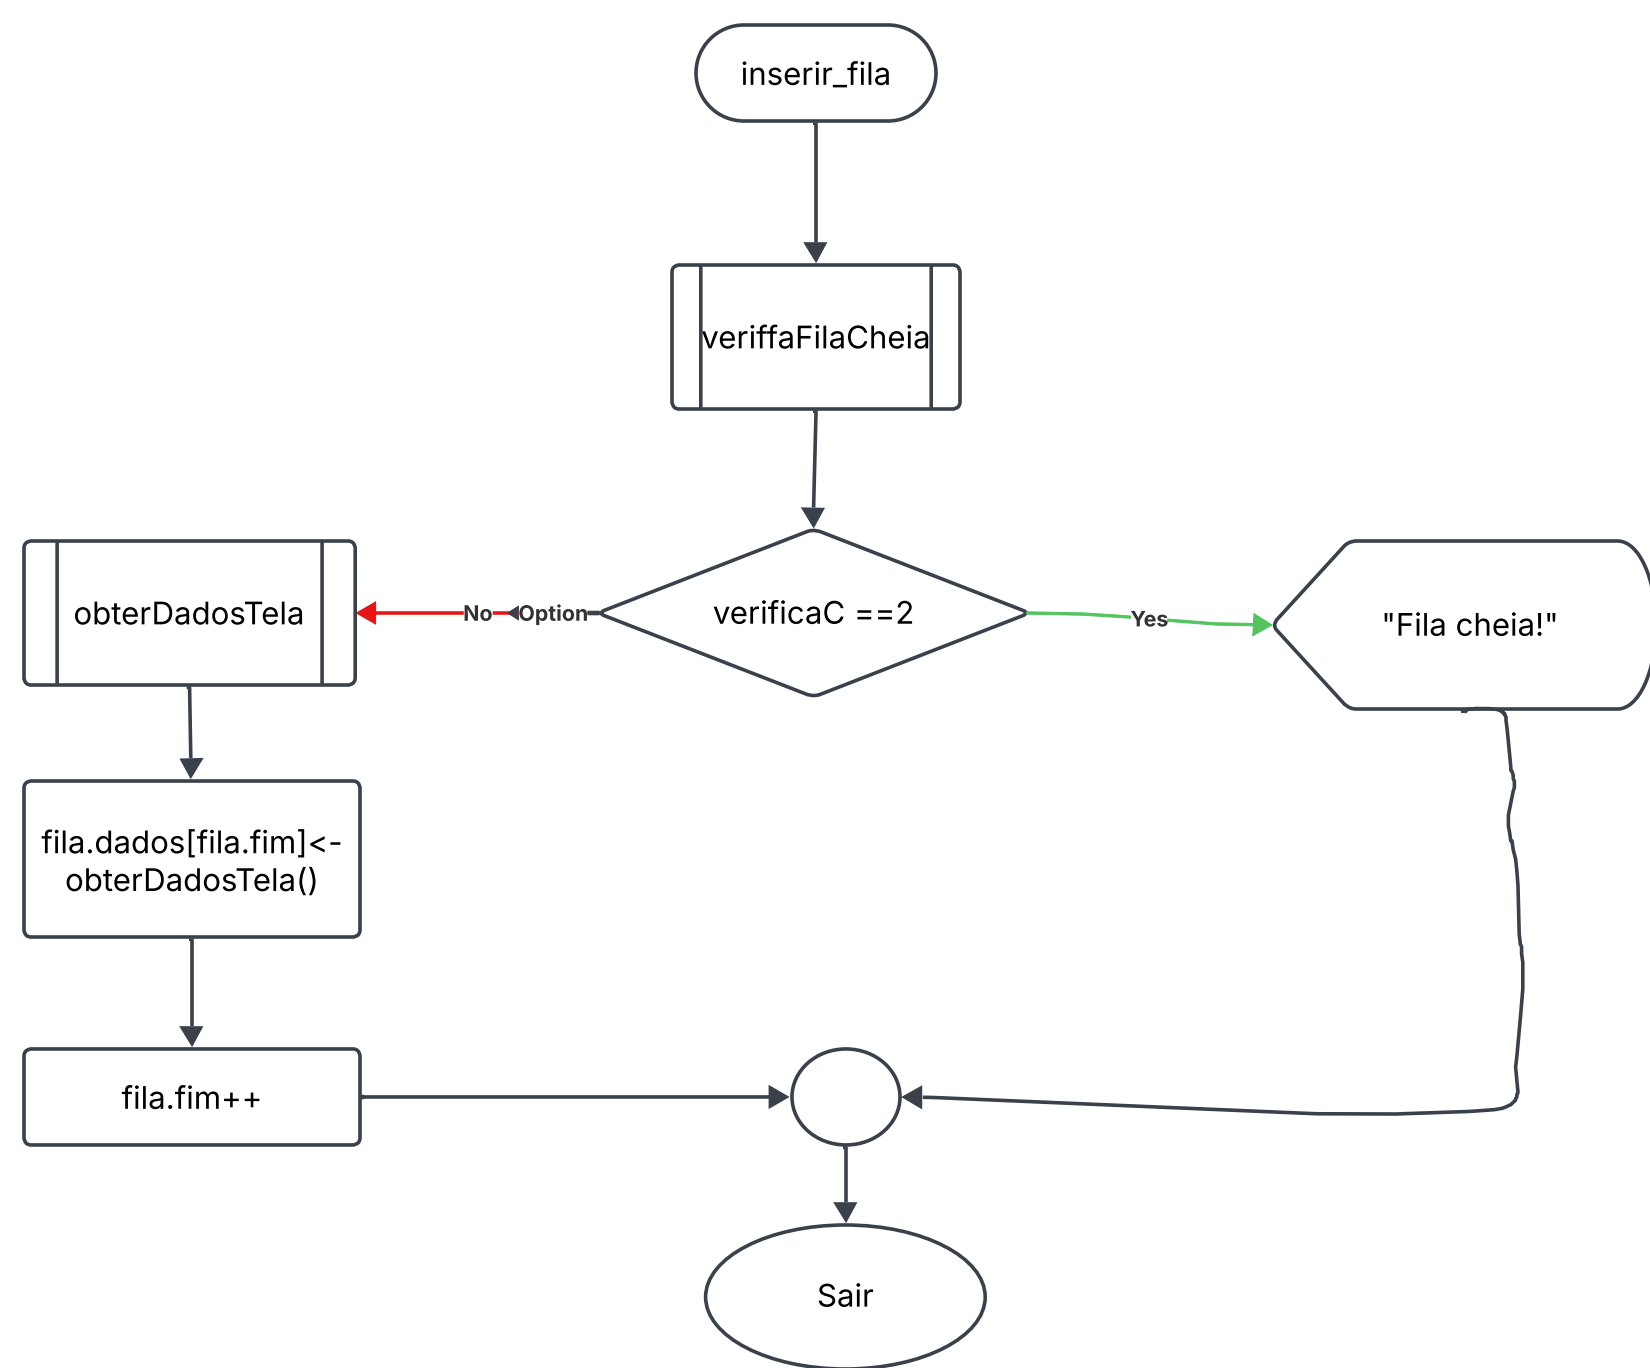 inserir_fila
veriffaFilaCheia
obterDadosTela
No
Option
verificaC ==2
Yes
"Fila cheia!"
fila.dados[fila.fim]<-
obterDadosTela()
fila.fim++
Sair